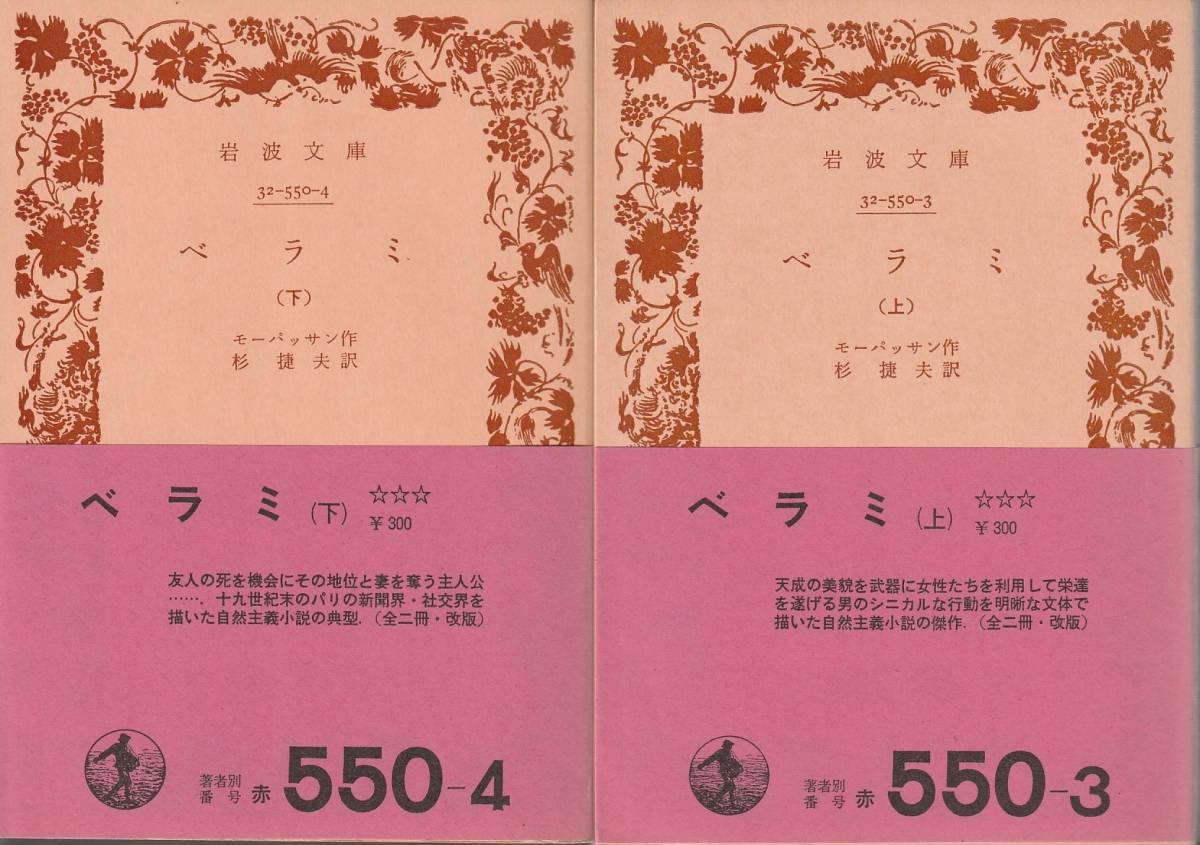 岩波文庫
32-550-4
ベラミ
(下)
モーパッサン作
杉捷夫訳
ベラミ(下) ☆☆☆
¥300
友人の死を機会にその地位と妻を奪う主人公
……. 十九世紀末のパリの新聞界・社交界を
描いた自然主義小説の典型. (全二冊・改版)
著者別
番号 赤 550-4
岩波文庫
32-550-3
ベラミ
(上)
モーパッサン作
杉捷夫訳
ベラミ(上) ☆☆☆
¥300
天成の美貌を武器に女性たちを利用して栄達
を遂げる男のシニカルな行動を明晰な文体で
描いた自然主義小説の傑作. (全二冊・改版)
著者別
番号 赤 550-3